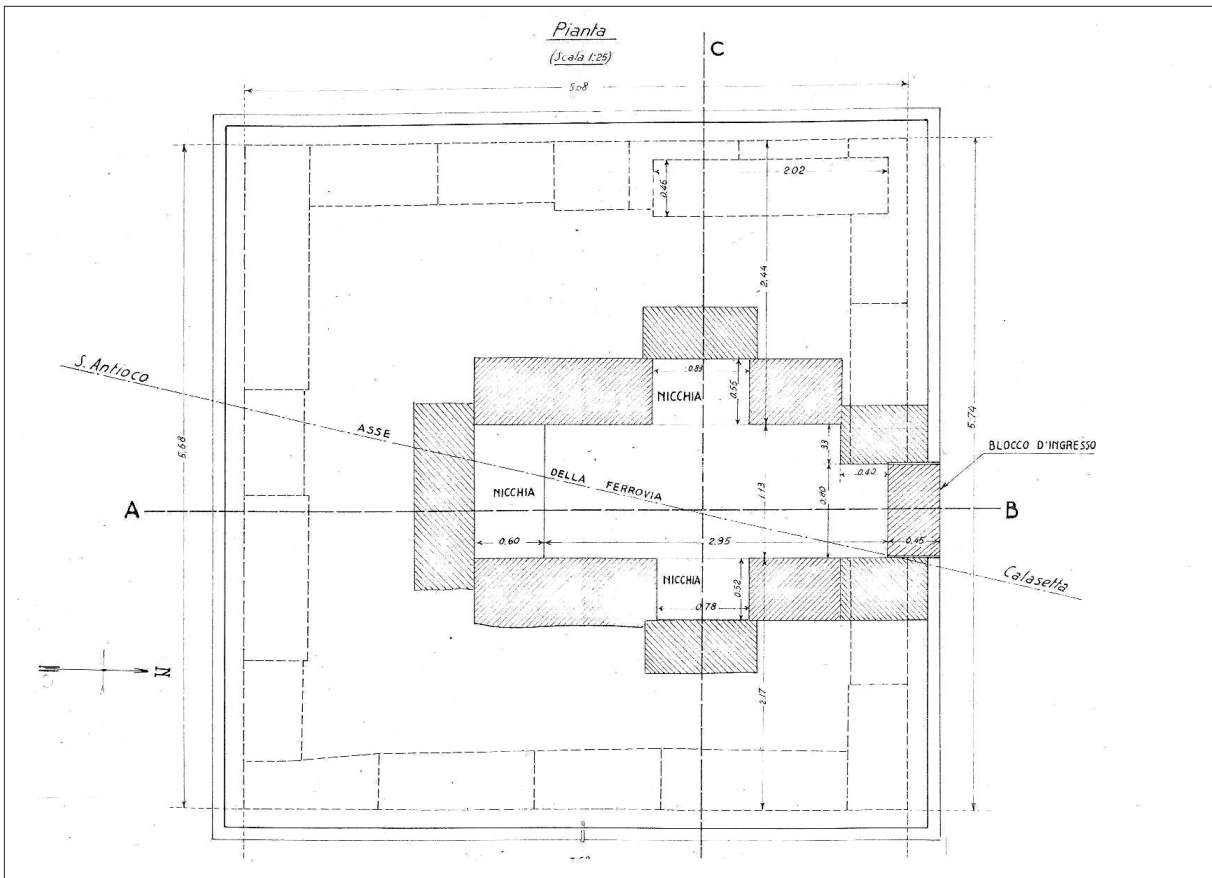 Pianta
(Scala 1:25)
C
5.68
2.02
0.46
2.44
S. Antioco
0.83
NICCHIA
0.55
5.68
ASSE
DELLA FERROVIA
33
5.74
BLOCCO D'INGRESSO
0.40
NICCHIA
1.13
0.80
A
B
0.60
2.95
0.45
NICCHIA
0.52
0.78
Calasetta
N
2.17